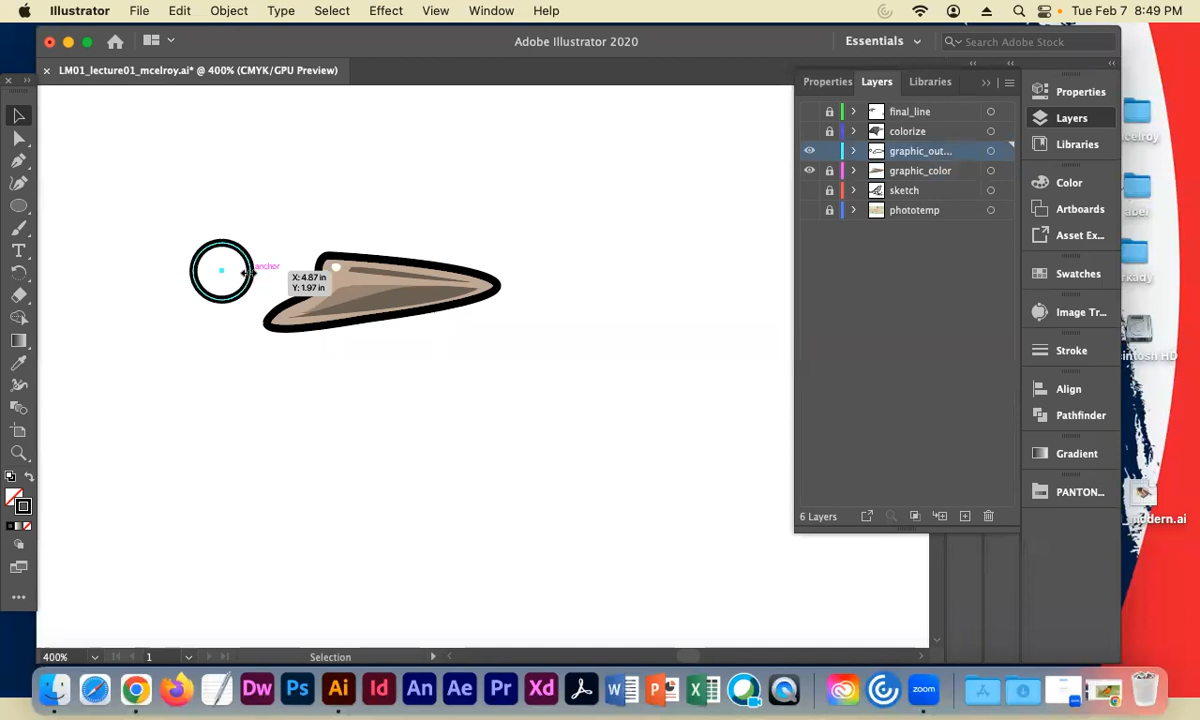 Illustrator File Edit Object Type Select Effect View Window Help Tue Feb 7 8:49 PM
Adobe Illustrator 2020 Essentials Search Adobe Stock
LM01_lecture01_mcelroy.ai* @ 400% (CMYK/GPU Preview)
Properties Layers Libraries
final_line
colorize
graphic_out...
graphic_color
sketch
phototemp
6 Layers
Properties
Layers
Libraries
Color
Artboards
Asset Ex...
Swatches
Image Tr...
Stroke
Align
Pathfinder
Gradient
PANTON...
anchor
X: 4.87 in
Y: 1.97 in
400% 1 Selection
Dw Ps Ai Id An Ae Pr Xd zoom